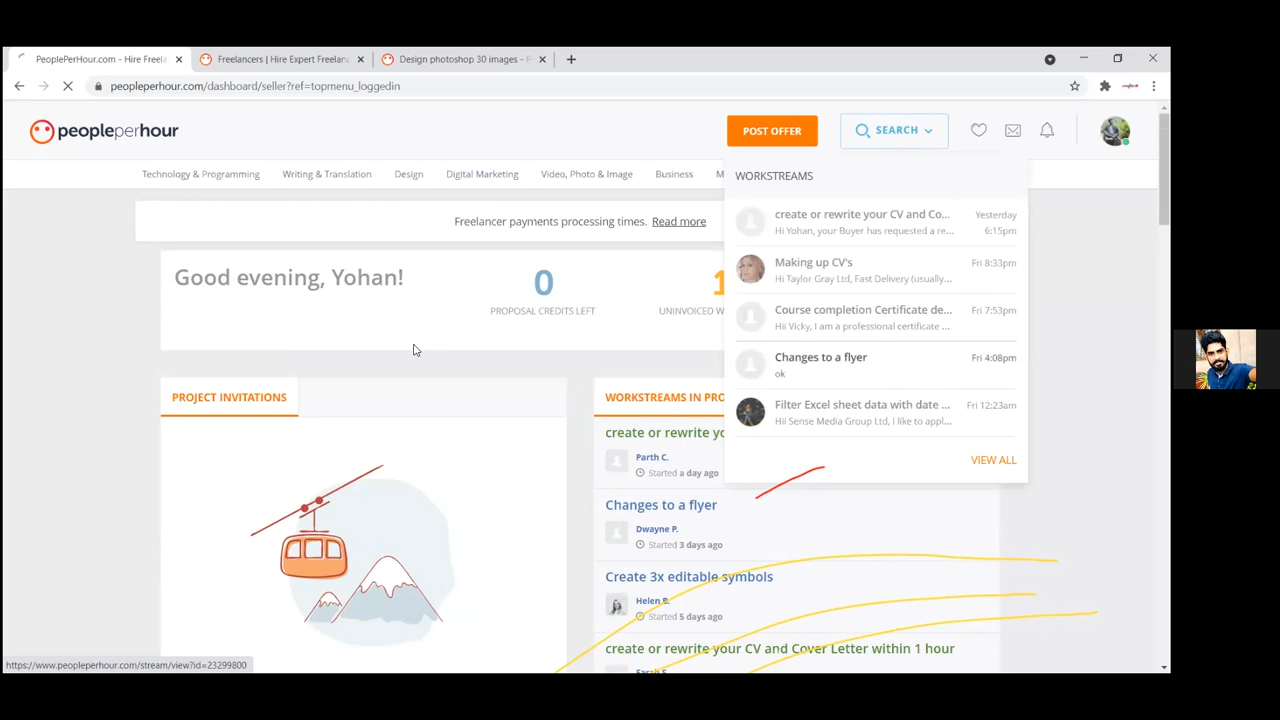 PeoplePerHour.com - Hire Freela
Freelancers | Hire Expert Freelanc
Design photoshop 30 images - P
peopleperhour.com/dashboard/seller?ref=topmenu_loggedin
peopleperhour
POST OFFER
SEARCH
Technology & Programming
Writing & Translation
Design
Digital Marketing
Video, Photo & Image
Business
M
WORKSTREAMS
create or rewrite your CV and Co...
Yesterday
Hi Yohan, your Buyer has requested a re...
6:15pm
Making up CV's
Fri 8:33pm
Hi Taylor Gray Ltd, Fast Delivery (usually...
Course completion Certificate de...
Fri 7:53pm
Hii Vicky, I am a professional certificate ...
Changes to a flyer
Fri 4:08pm
ok
Filter Excel sheet data with date ...
Fri 12:23am
Hii Sense Media Group Ltd, I like to appl...
VIEW ALL
Freelancer payments processing times. Read more
Good evening, Yohan!
0
PROPOSAL CREDITS LEFT
1
UNINVOICED W
PROJECT INVITATIONS
WORKSTREAMS IN PRO
create or rewrite yo
Parth C.
Started a day ago
Changes to a flyer
Dwayne P.
Started 3 days ago
Create 3x editable symbols
Helen B.
Started 5 days ago
create or rewrite your CV and Cover Letter within 1 hour
https://www.peopleperhour.com/stream/view?id=23299800